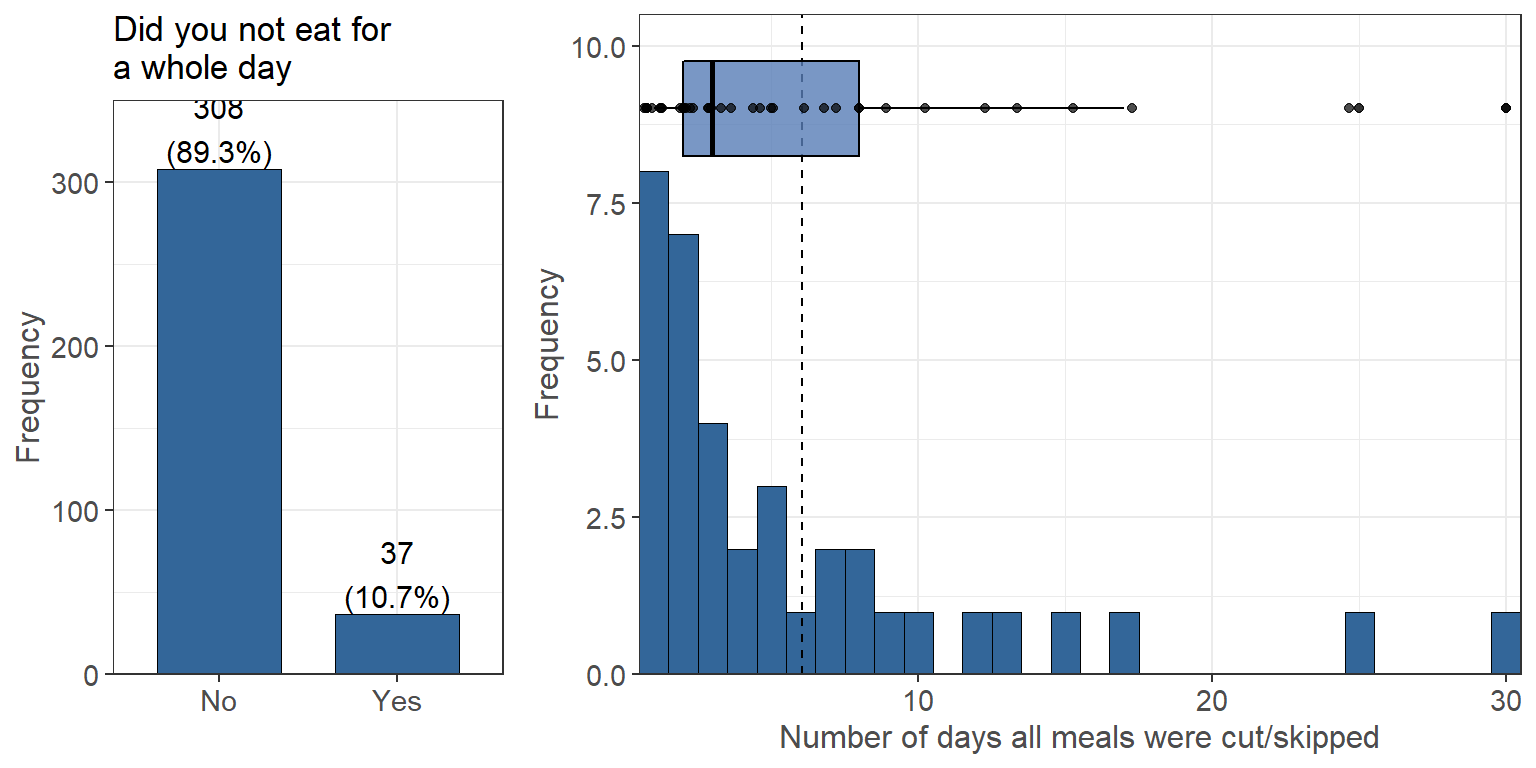 Did you not eat for
a whole day
308
(89.3%)
37
(10.7%)
Frequency
300
200
100
0
No
Yes
Frequency
10.0
7.5
5.0
2.5
0.0
10
20
30
Number of days all meals were cut/skipped